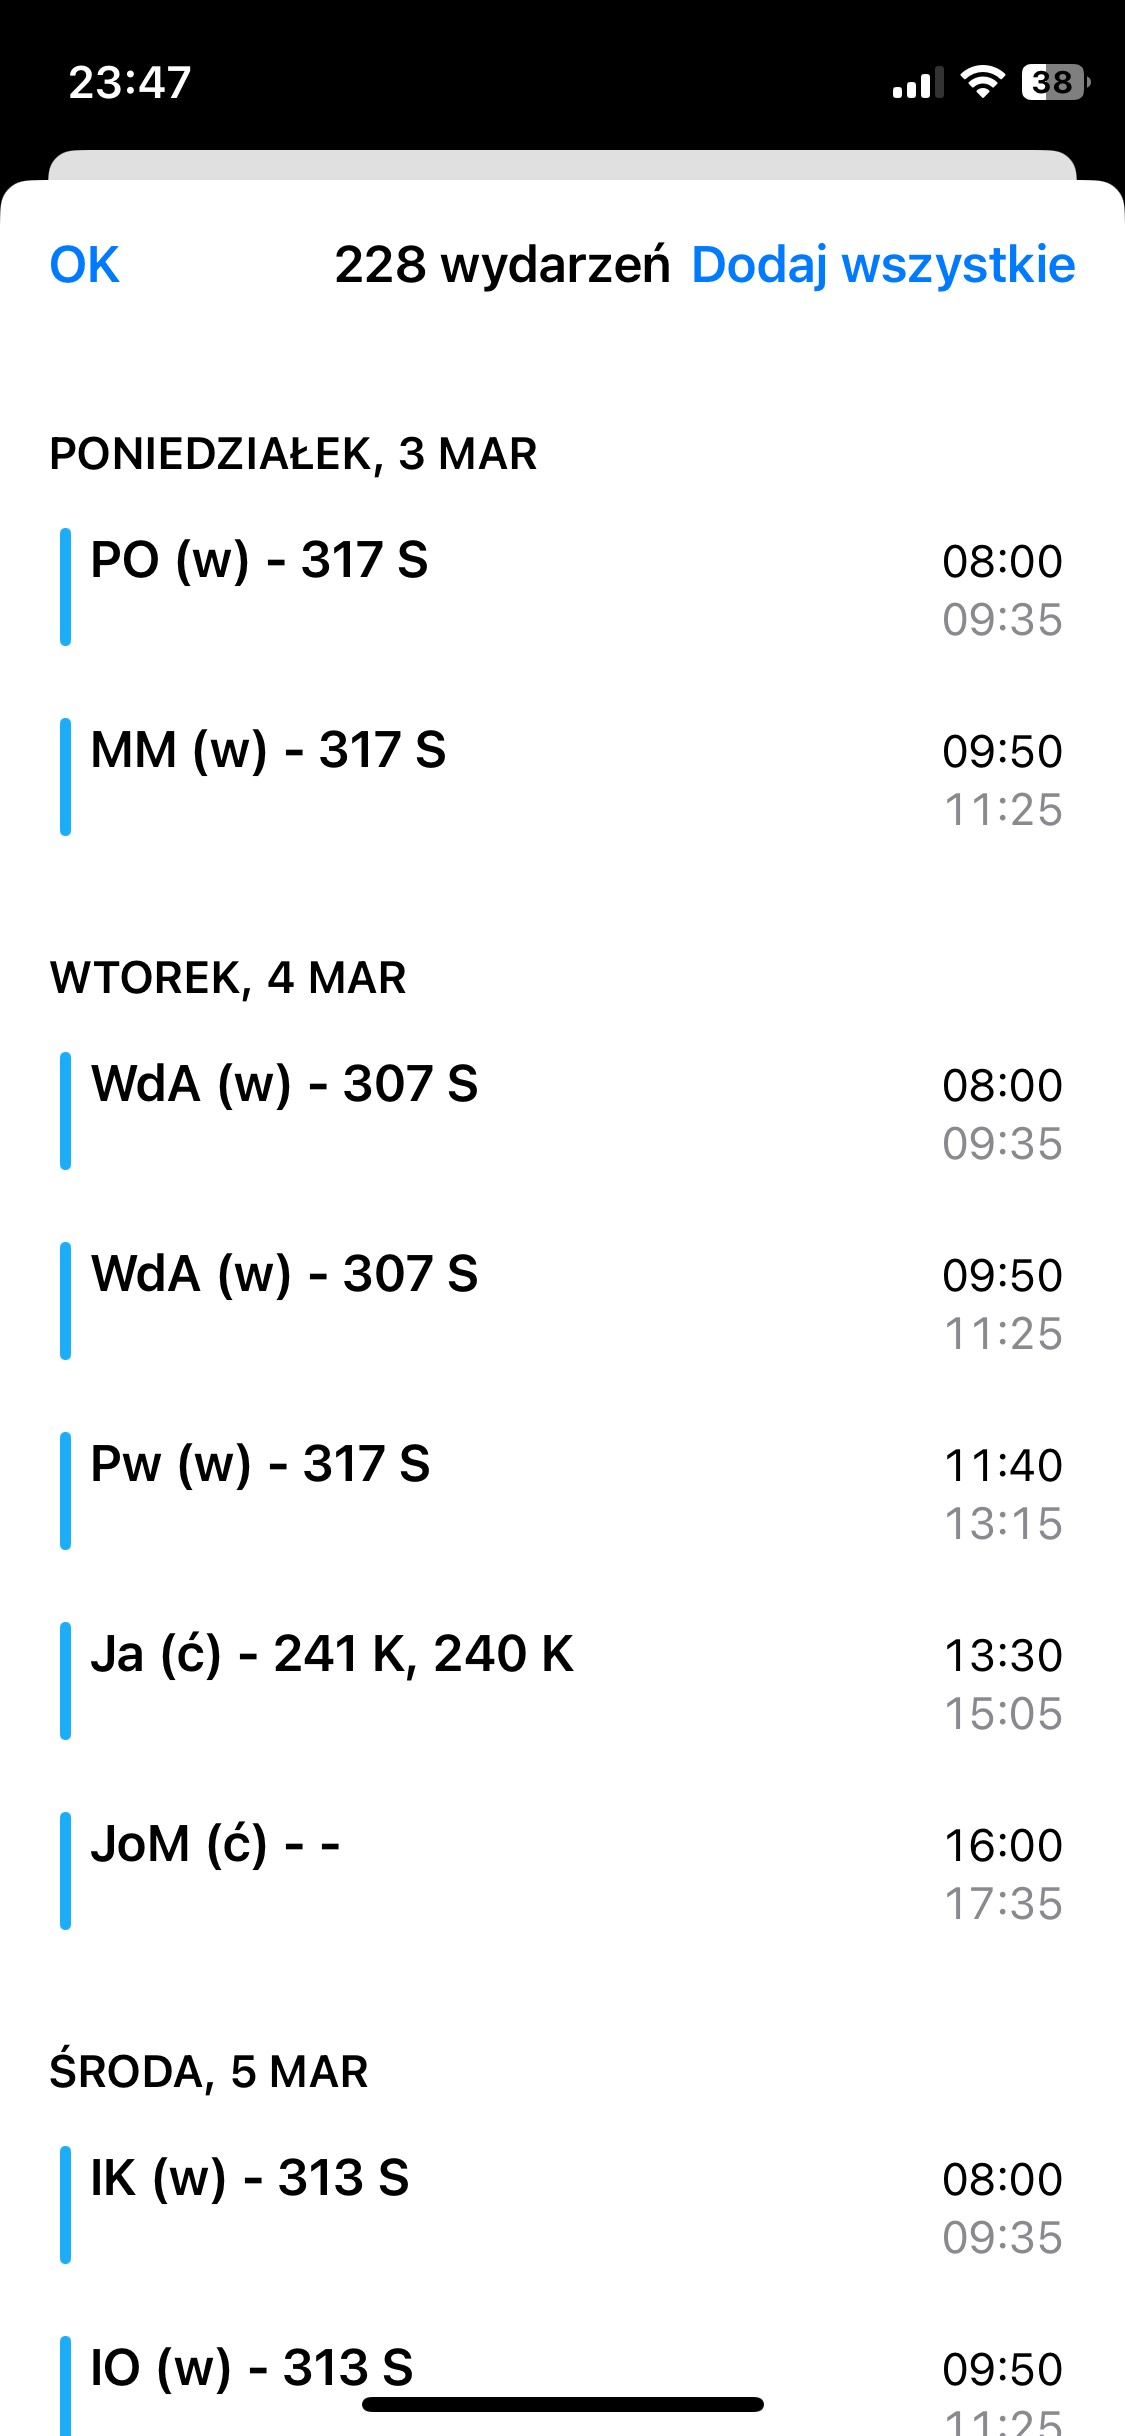 23:47
38
OK 228 wydarzeń Dodaj wszystkie
PONIEDZIAŁEK, 3 MAR
PO (w) - 317 S 08:00
09:35
MM (w) - 317 S 09:50
11:25
WTOREK, 4 MAR
WdA (w) - 307 S 08:00
09:35
WdA (w) - 307 S 09:50
11:25
Pw (w) - 317 S 11:40
13:15
Ja (ć) - 241 K, 240 K 13:30
15:05
JoM (ć) - - 16:00
17:35
ŚRODA, 5 MAR
IK (w) - 313 S 08:00
09:35
IO (w) - 313 S 09:50
11:25